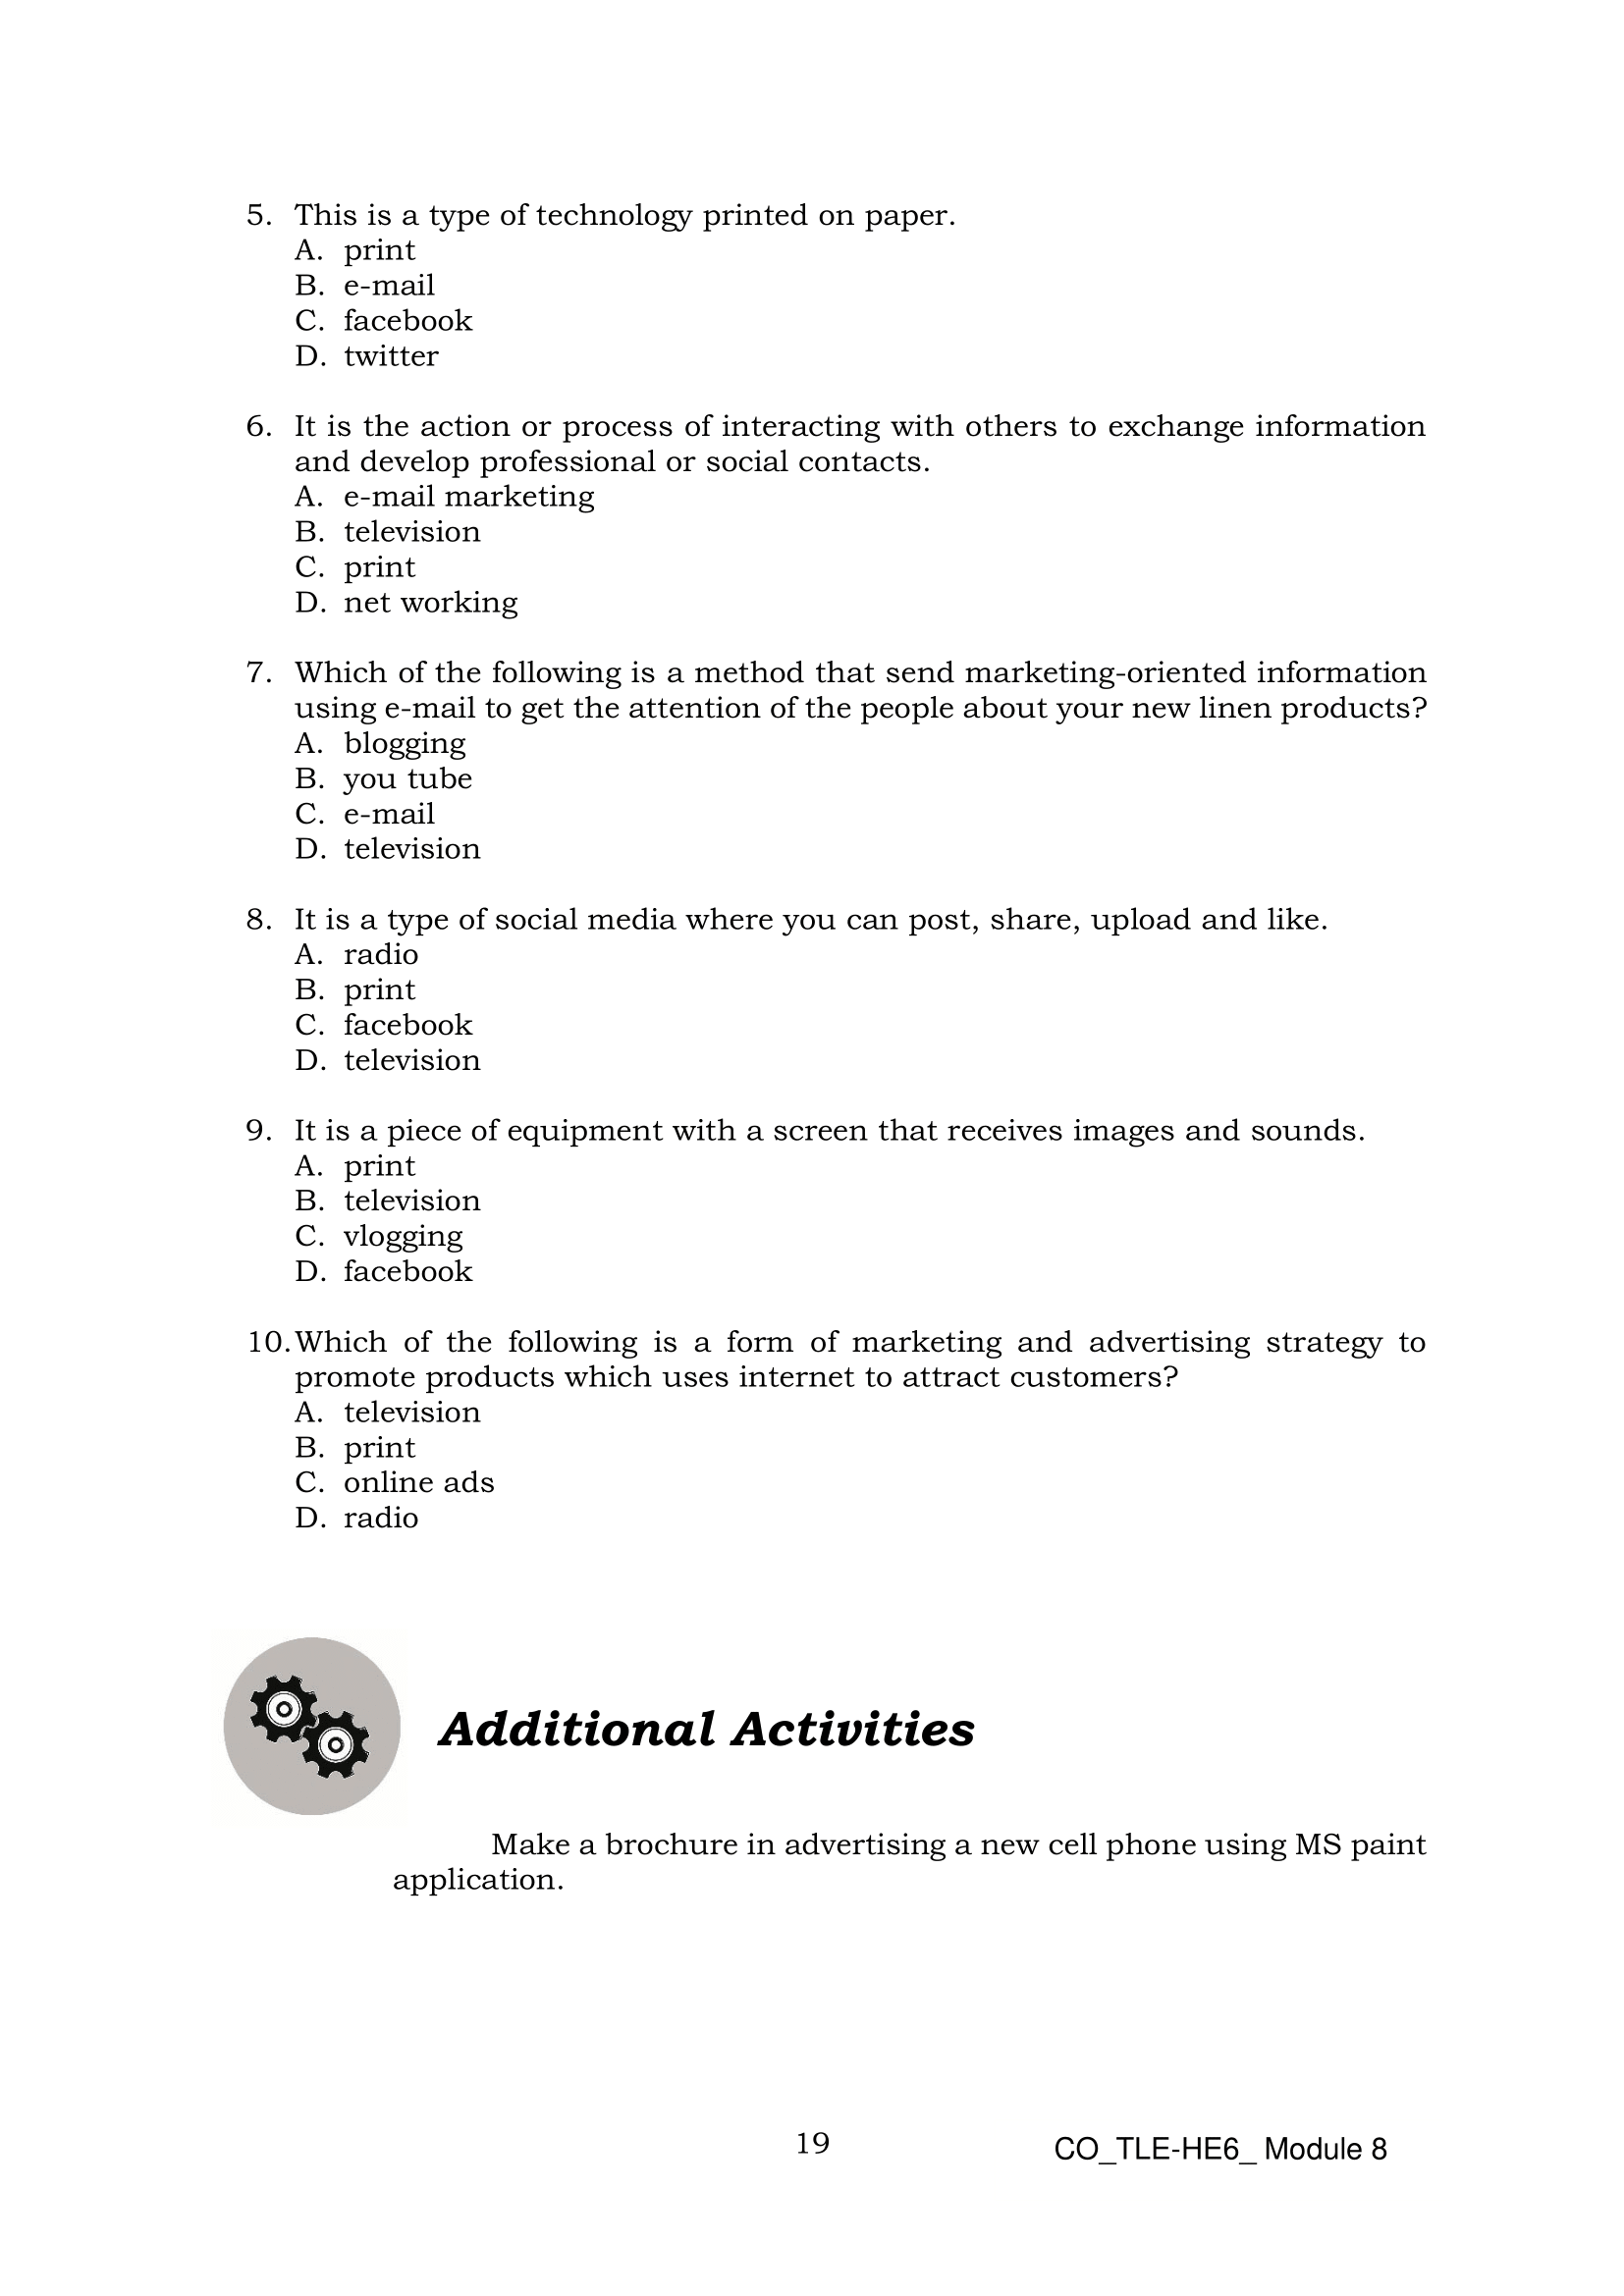 5. This is a type of technology printed on paper.
A. print
B. e-mail
C. facebook
D. twitter
6. It is the action or process of interacting with others to exchange information
and develop professional or social contacts.
A. e-mail marketing
B. television
C. print
D. net working
7. Which of the following is a method that send marketing-oriented information
using e-mail to get the attention of the people about your new linen products?
A. blogging
B. you tube
C. e-mail
D. television
8. It is a type of social media where you can post, share, upload and like.
A. radio
B. print
C. facebook
D. television
9. It is a piece of equipment with a screen that receives images and sounds.
A. print
B. television
C. vlogging
D. facebook
10. Which of the following is a form of marketing and advertising strategy to
promote products which uses internet to attract customers?
A. television
B. print
C. online ads
D. radio
Additional Activities
Make a brochure in advertising a new cell phone using MS paint
application.
19
CO_TLE-HE6_ Module 8